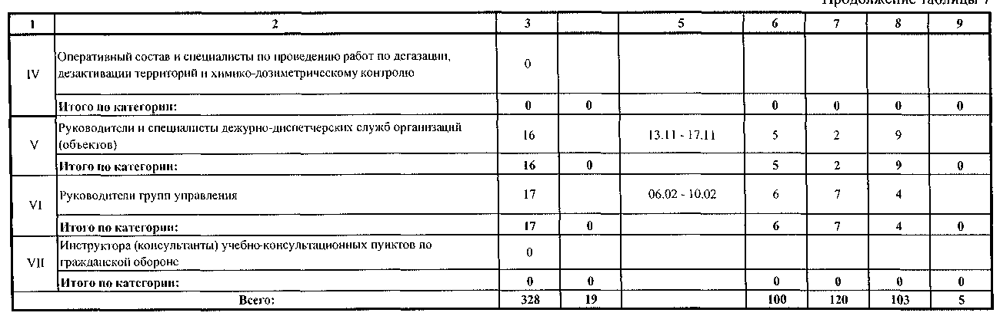 Продолжение таблицы 7
1 2 3 5 6 7 8 9
IV Оперативный состав и специалисты по проведению работ по дегазации, дезактивации территорий и химико-дозиметрическому контролю 0
Итого по категории: 0 0 0 0 0 0
V Руководители и специалисты дежурно-диспетчерских служб организаций (объектов) 16 13.11 - 17.11 5 2 9
Итого по категории: 16 0 5 2 9 0
VI Руководители групп управления 17 06.02 - 10.02 6 7 4
Итого по категории: 17 0 6 7 4 0
VII Инструктора (консультанты) учебно-консультационных пунктов по гражданской обороне 0
Итого по категории: 0 0 0 0 0 0
Всего: 328 19 100 120 103 5